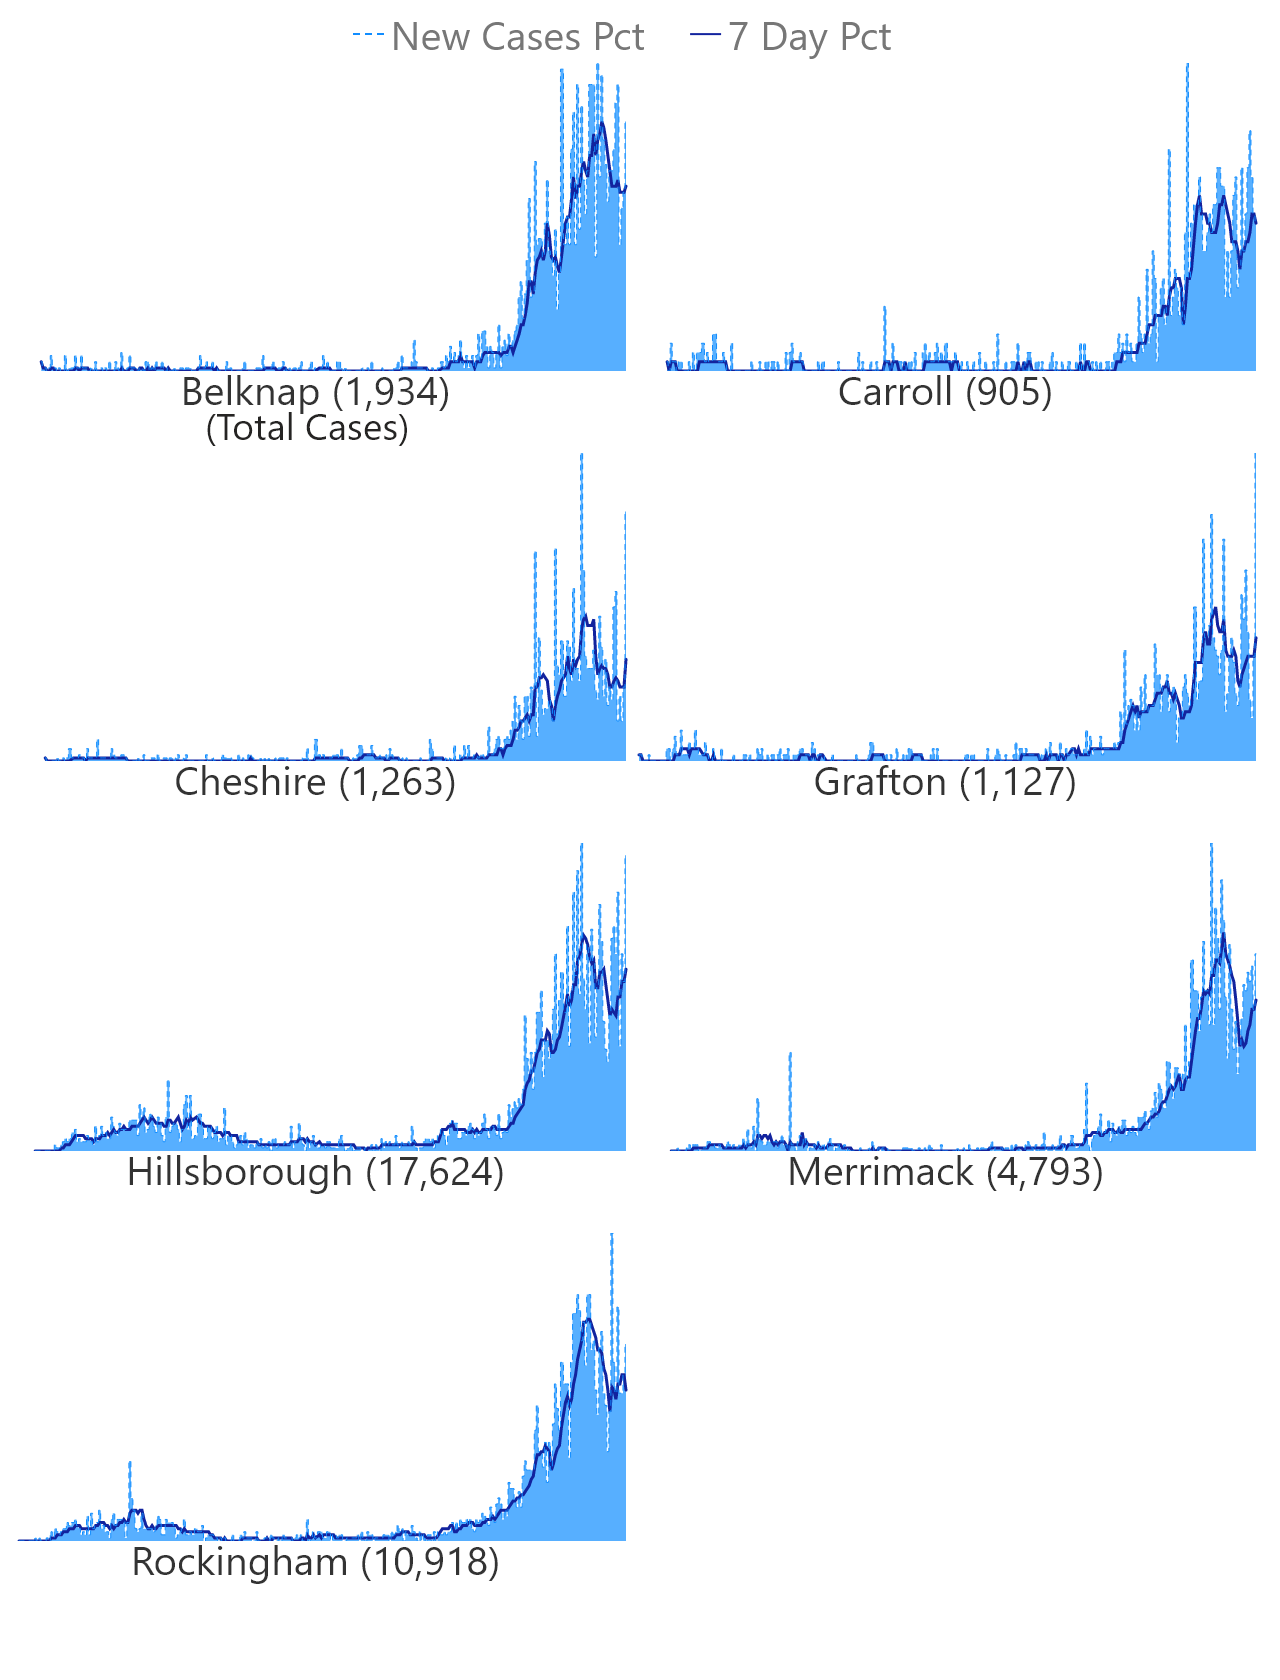 New Cases Pct 7 Day Pct
Belknap (1,934) Carroll (905)
(Total Cases)
Cheshire (1,263) Grafton (1,127)
Hillsborough (17,624) Merrimack (4,793)
Rockingham (10,918)